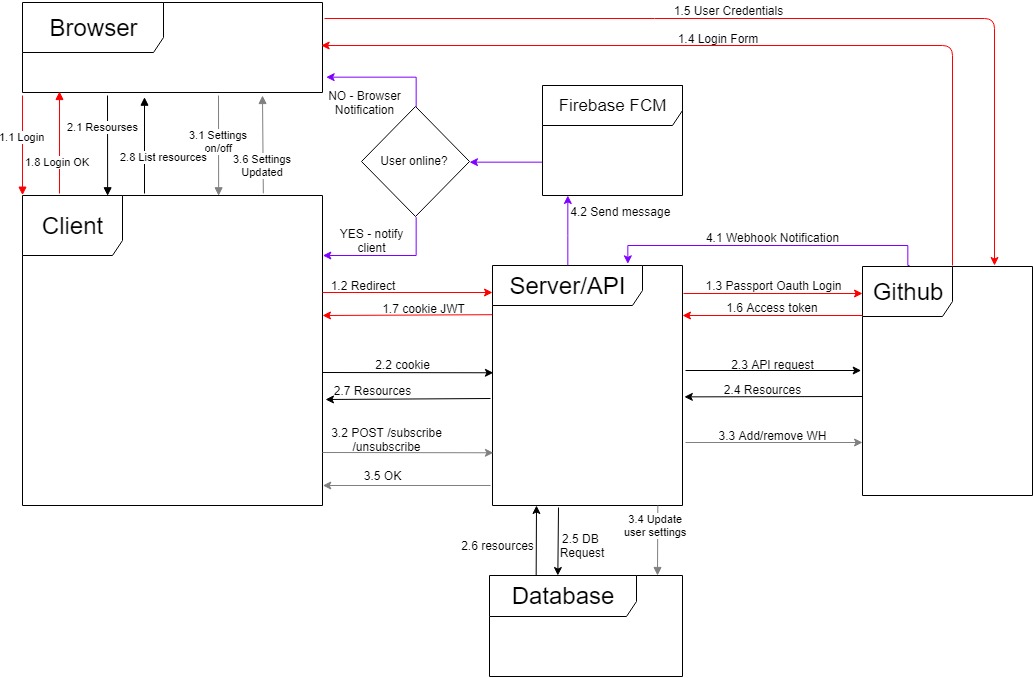 1.5 User Credentials
Browser
1.4 Login Form
NO - Browser
Notification
Firebase FCM
1.1 Login
2.1 Resourses
3.1 Settings
on/off
1.8 Login OK
2.8 List resources
3.6 Settings
Updated
User online?
4.2 Send message
Client
YES - notify
client
4.1 Webhook Notification
1.2 Redirect
Server/API
1.3 Passport Oauth Login
Github
1.7 cookie JWT
1.6 Access token
2.2 cookie
2.3 API request
2.7 Resources
2.4 Resources
3.2 POST /subscribe
/unsubscribe
3.3 Add/remove WH
3.5 OK
2.6 resources
2.5 DB
Request
3.4 Update
user settings
Database